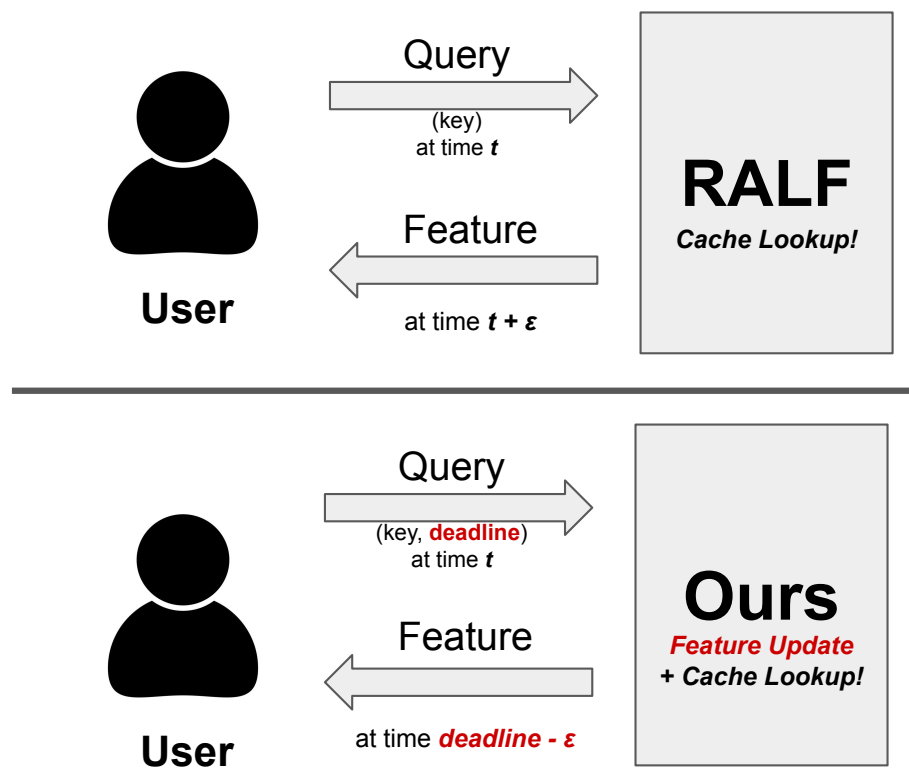 Query
(key)
at time t
RALF
Cache Lookup!
Feature
at time t + ε
User
Query
(key, deadline)
at time t
Ours
Feature Update
+ Cache Lookup!
Feature
at time deadline - ε
User